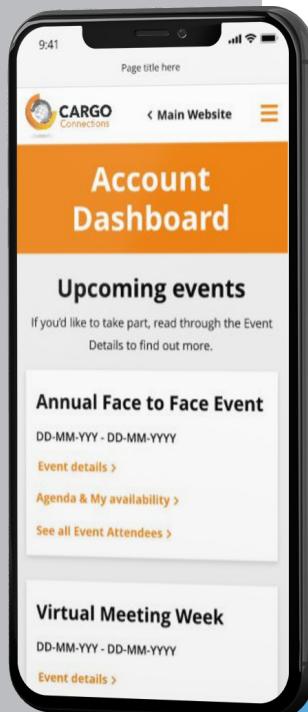 9:41
Page title here
CARGO
Connections
< Main Website
Account
Dashboard
Upcoming events
If you'd like to take part, read through the Event
Details to find out more.
Annual Face to Face Event
DD-MM-YYY - DD-MM-YYYY
Event details >
Agenda & My availability >
See all Event Attendees >
Virtual Meeting Week
DD-MM-YYY - DD-MM-YYYY
Event details >